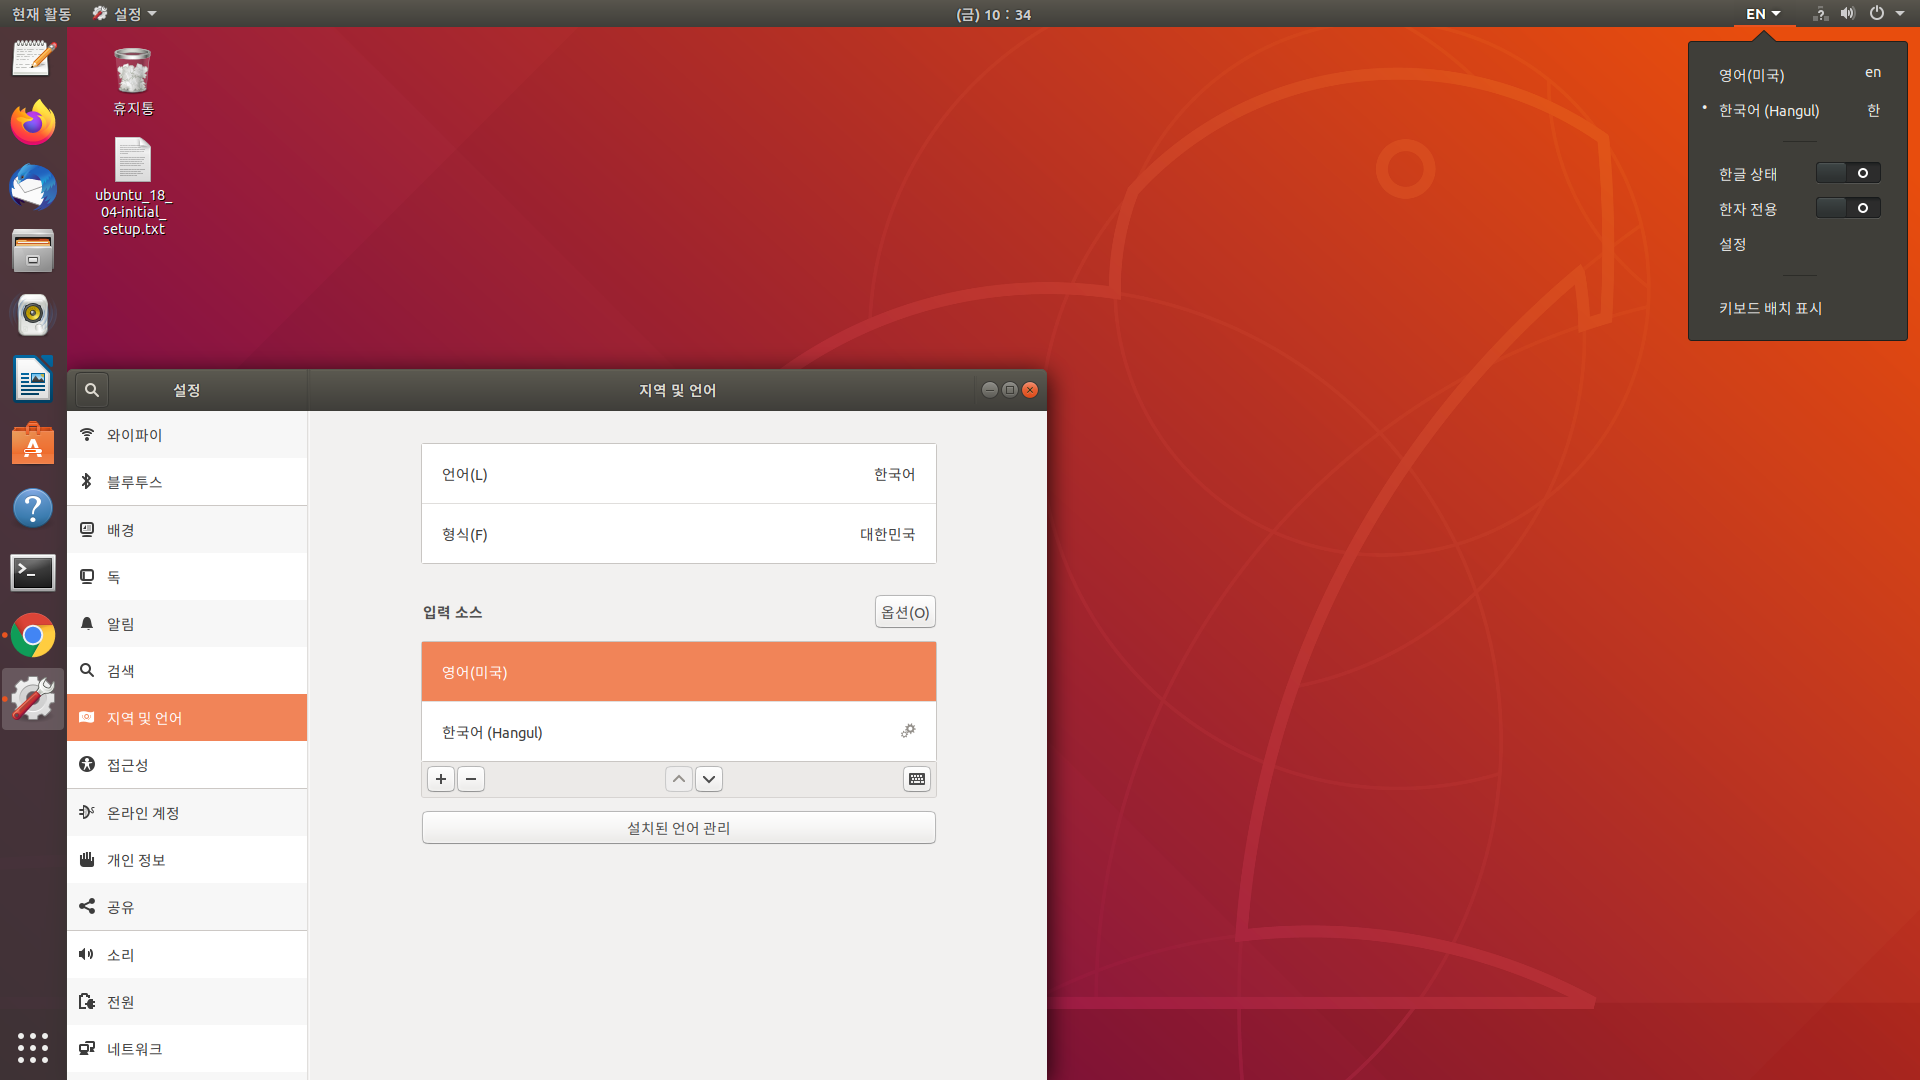 현재 활동
설정
(금) 10 : 34
EN
휴지통
ubuntu_18_
04-initial_
setup.txt
영어(미국) en
• 한국어 (Hangul) 한
한글 상태
한자 전용
설정
키보드 배치 표시
설정
지역 및 언어
와이파이
블루투스
배경
독
알림
검색
지역 및 언어
접근성
온라인 계정
개인 정보
공유
소리
전원
네트워크
언어(L) 한국어
형식(F) 대한민국
입력 소스 옵션(O)
영어(미국)
한국어 (Hangul)
설치된 언어 관리